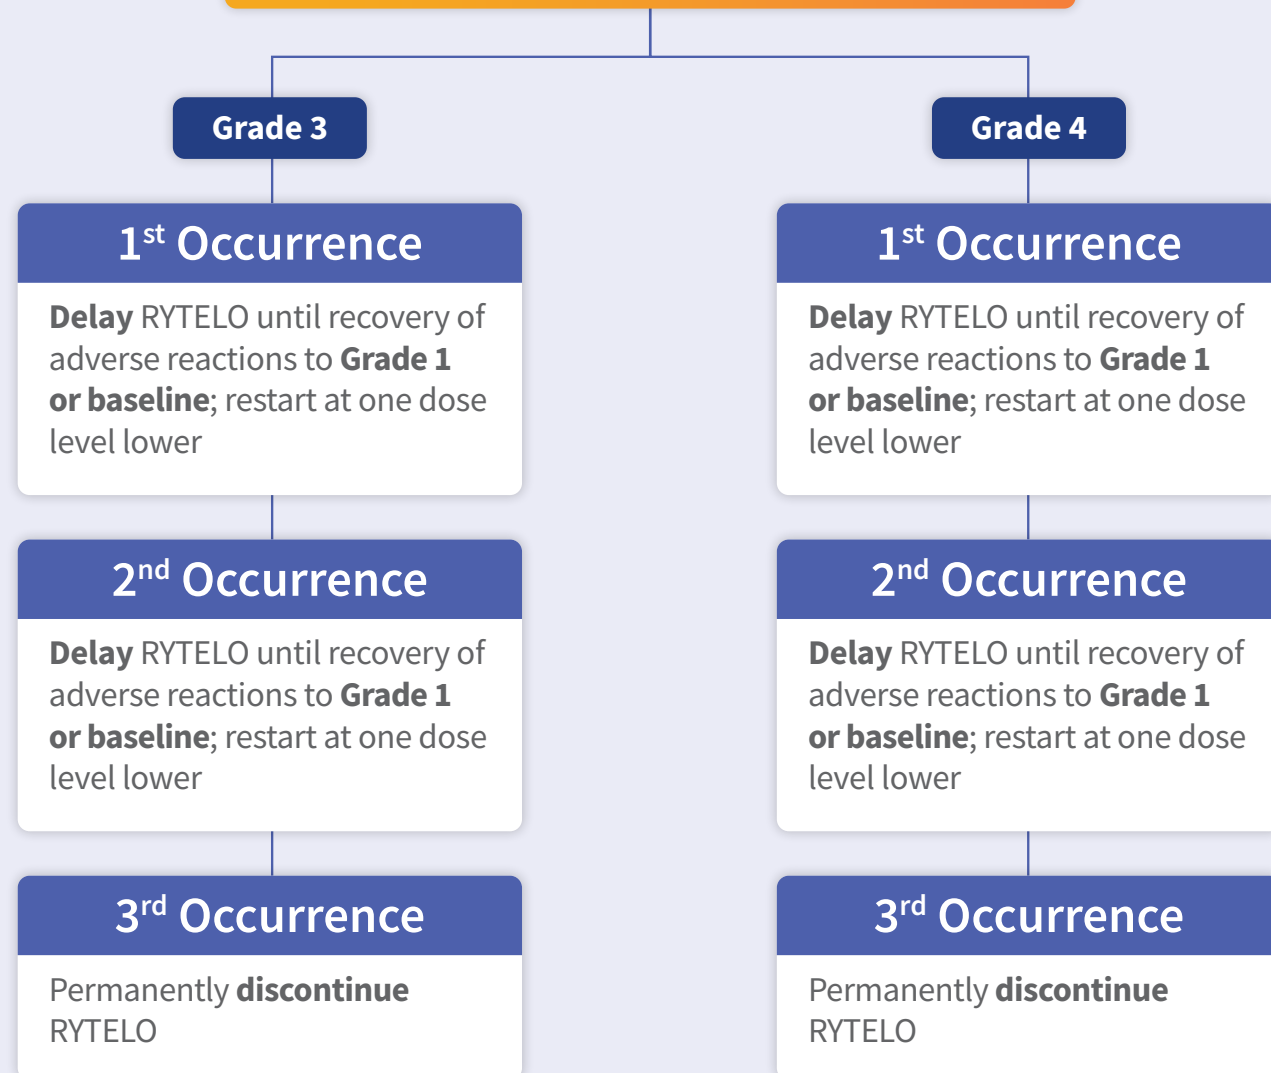 Grade 3
1st Occurrence
Delay RYTELO until recovery of
adverse reactions to Grade 1
or baseline; restart at one dose
level lower
2nd Occurrence
Delay RYTELO until recovery of
adverse reactions to Grade 1
or baseline; restart at one dose
level lower
3rd Occurrence
Permanently discontinue
RYTELO
Grade 4
1st Occurrence
Delay RYTELO until recovery of
adverse reactions to Grade 1
or baseline; restart at one dose
level lower
2nd Occurrence
Delay RYTELO until recovery of
adverse reactions to Grade 1
or baseline; restart at one dose
level lower
3rd Occurrence
Permanently discontinue
RYTELO